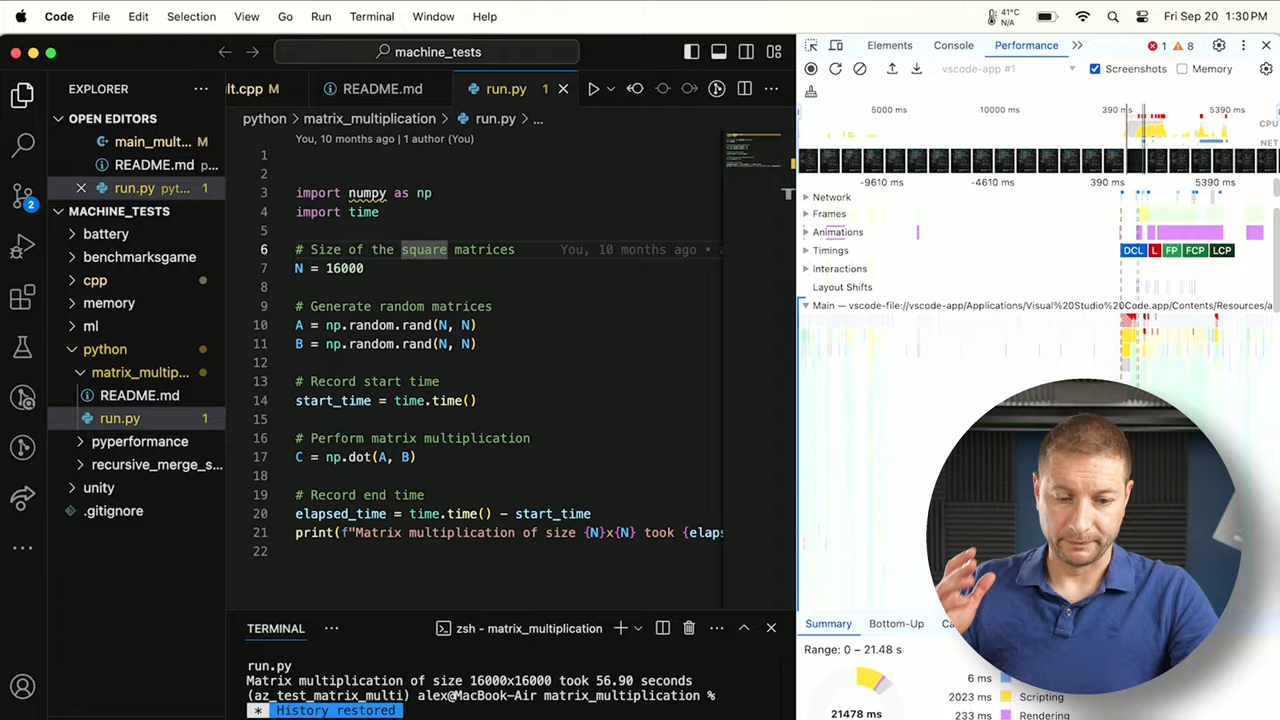 Code File Edit Selection View Go Run Terminal Window Help
41°C
N/A
Fri Sep 20 1:30PM
machine_tests
EXPLORER
OPEN EDITORS
main_mult... M
README.md p...
run.py pyt... 1
MACHINE_TESTS
battery
benchmarksgame
cpp
memory
ml
python
matrix_multip...
README.md
run.py 1
pyperformance
recursive_merge_s...
unity
.gitignore
2
lt.cpp M
README.md
run.py 1
python > matrix_multiplication > run.py > ...
You, 10 months ago | 1 author (You)
1
2
3 import numpy as np
4 import time
5
6 # Size of the square matrices You, 10 months ago •
7 N = 16000
8
9 # Generate random matrices
10 A = np.random.rand(N, N)
11 B = np.random.rand(N, N)
12
13 # Record start time
14 start_time = time.time()
15
16 # Perform matrix multiplication
17 C = np.dot(A, B)
18
19 # Record end time
20 elapsed_time = time.time() - start_time
21 print(f"Matrix multiplication of size {N}x{N} took {elaps
22
TERMINAL
zsh - matrix_multiplication
run.py
Matrix multiplication of size 16000x16000 took 56.90 seconds
(az_test_matrix_multi) alex@MacBook-Air matrix_multiplication %
* History restored
Elements Console Performance 1 8
vscode-app #1 Screenshots Memory
5000 ms 10000 ms 390 ms 5390 ms
CPU
NET
-9610 ms -4610 ms 390 ms 5390 ms
Network
Frames
Animations
Timings DCL L FP FCP LCP
Interactions
Layout Shifts
Main — vscode-file://vscode-app/Applications/Visual%20Studio%20Code.app/Contents/Resources/a
Summary Bottom-Up
Range: 0 – 21.48 s
6 ms
2023 ms Scripting
233 ms Rendering
21478 ms